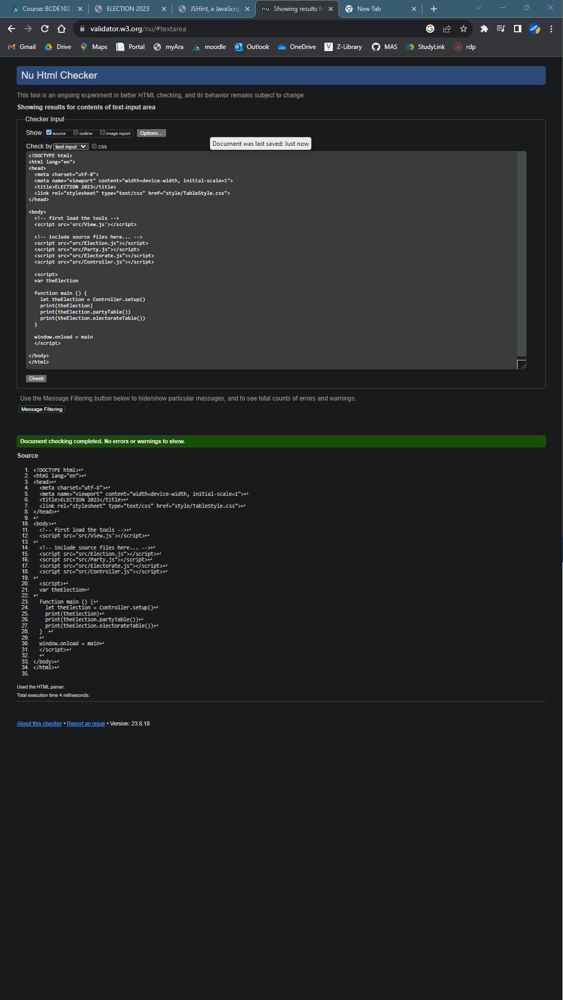 Course: BCDE102
ELECTION 2023
JSHint, a JavaScrip
nu Showing results fo
New Tab
validator.w3.org/nu/#textarea
Gmail Drive Maps Portal myAra moodle Outlook OneDrive Z-Library MAS StudyLink rdp
Nu Html Checker
This tool is an ongoing experiment in better HTML checking, and its behavior remains subject to change
Showing results for contents of text-input area
Checker Input
Show source outline image report Options...
Document was last saved: Just now
Check by text input css
<!DOCTYPE html>
<html lang="en">
<head>
  <meta charset="utf-8">
  <meta name="viewport" content="width=device-width, initial-scale=1">
  <title>ELECTION 2023</title>
  <link rel="stylesheet" type="text/css" href="style/TableStyle.css">
</head>

<body>
  <!-- first load the tools -->
  <script src='src/View.js'></script>

  <!-- include source files here... -->
  <script src="src/Election.js"></script>
  <script src="src/Party.js"></script>
  <script src="src/Electorate.js"></script>
  <script src="src/Controller.js"></script>

  <script>
  var theElection

  function main () {
    let theElection = Controller.setup()
    print(theElection)
    print(theElection.partyTable())
    print(theElection.electorateTable())
  }

  window.onload = main
  </script>

</body>
</html>
Check
Use the Message Filtering button below to hide/show particular messages, and to see total counts of errors and warnings.
Message Filtering
Document checking completed. No errors or warnings to show.
Source
1. <!DOCTYPE html>↩
2. <html lang="en">↩
3. <head>↩
4.   <meta charset="utf-8">↩
5.   <meta name="viewport" content="width=device-width, initial-scale=1">↩
6.   <title>ELECTION 2023</title>↩
7.   <link rel="stylesheet" type="text/css" href="style/TableStyle.css">↩
8. </head>↩
9. ↩
10. <body>↩
11.   <!-- first load the tools -->↩
12.   <script src='src/View.js'></script>↩
13. ↩
14.   <!-- include source files here... -->↩
15.   <script src="src/Election.js"></script>↩
16.   <script src="src/Party.js"></script>↩
17.   <script src="src/Electorate.js"></script>↩
18.   <script src="src/Controller.js"></script>↩
19. ↩
20.   <script>↩
21.   var theElection↩
22. ↩
23.   function main () {↩
24.     let theElection = Controller.setup()↩
25.     print(theElection)↩
26.     print(theElection.partyTable())↩
27.     print(theElection.electorateTable())↩
28.   }  ↩
29.   ↩
30.   window.onload = main↩
31.   </script>↩
32.   ↩
33. </body>↩
34. </html>↩
35.
Used the HTML parser.
Total execution time 4 milliseconds.
About this checker • Report an issue • Version: 23.8.18